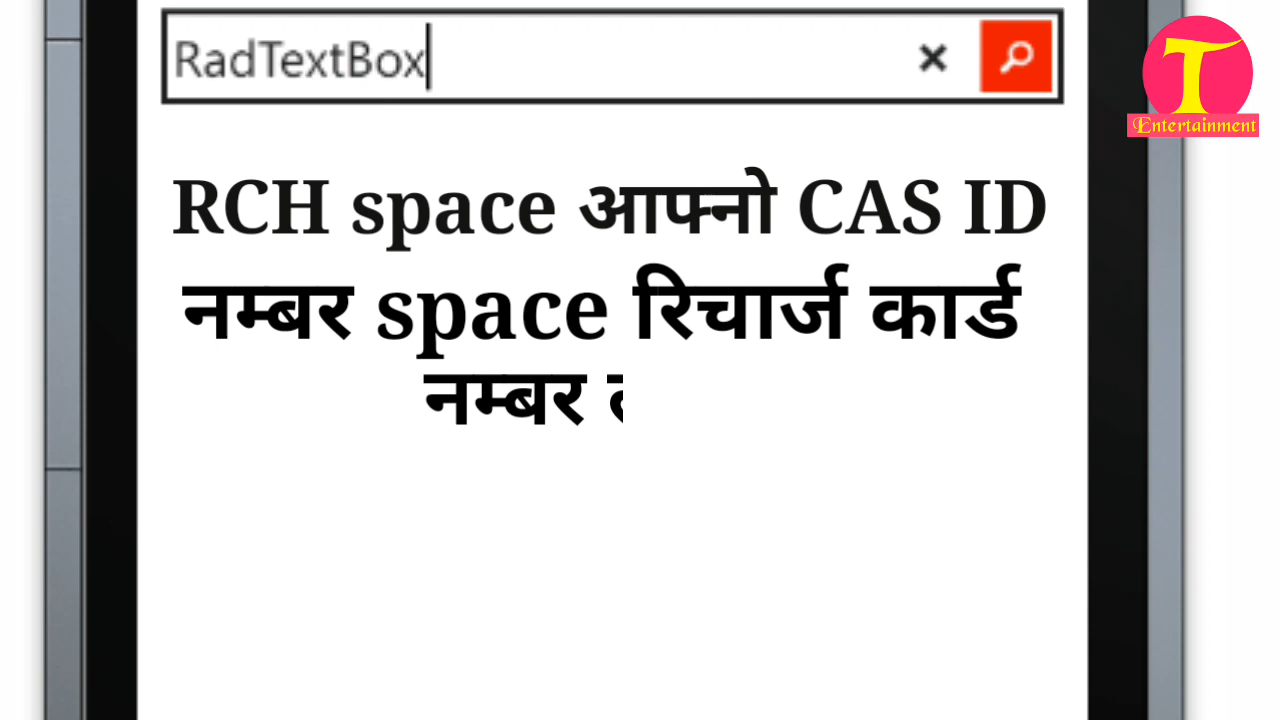 RadTextBox
T
Entertainment
RCH space आफ्नो CAS ID
नम्बर space रिचार्ज कार्ड
नम्बर